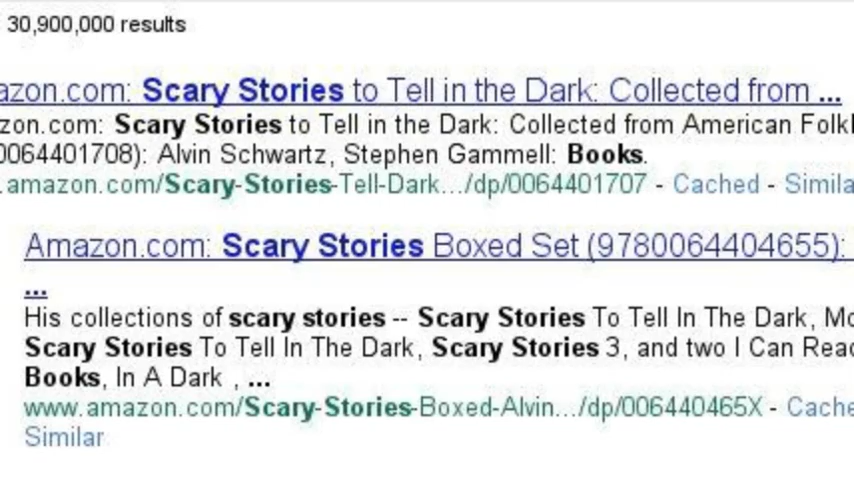 30,900,000 results
azon.com: Scary Stories to Tell in the Dark: Collected from ...
zon.com: Scary Stories to Tell in the Dark: Collected from American Folkl
0064401708): Alvin Schwartz, Stephen Gammell: Books.
.amazon.com/Scary-Stories-Tell-Dark.../dp/0064401707 - Cached - Simila
Amazon.com: Scary Stories Boxed Set (9780064404655):
...
His collections of scary stories -- Scary Stories To Tell In The Dark, Mo
Scary Stories To Tell In The Dark, Scary Stories 3, and two I Can Read
Books, In A Dark , ...
www.amazon.com/Scary-Stories-Boxed-Alvin.../dp/006440465X - Cache
Similar